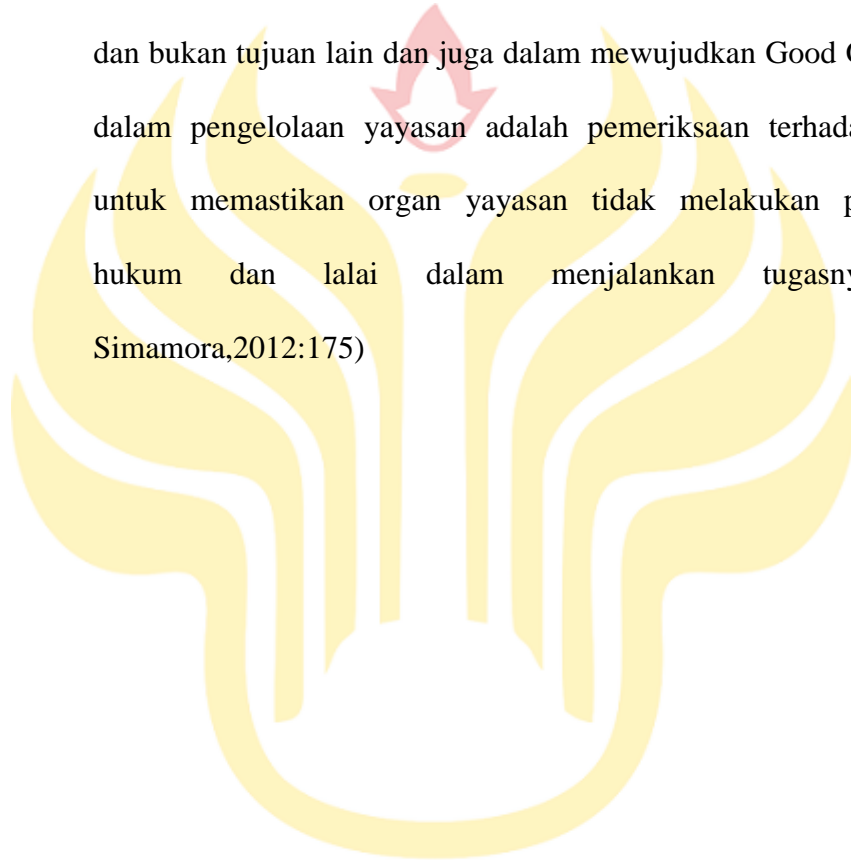 dan bukan tujuan lain dan juga dalam mewujudkan Good
dalam pengelolaan yayasan adalah pemeriksaan
untuk memastikan organ yayasan tidak melakukan
hukum dan lalai dalam menjalankan
Simamora,2012:175)